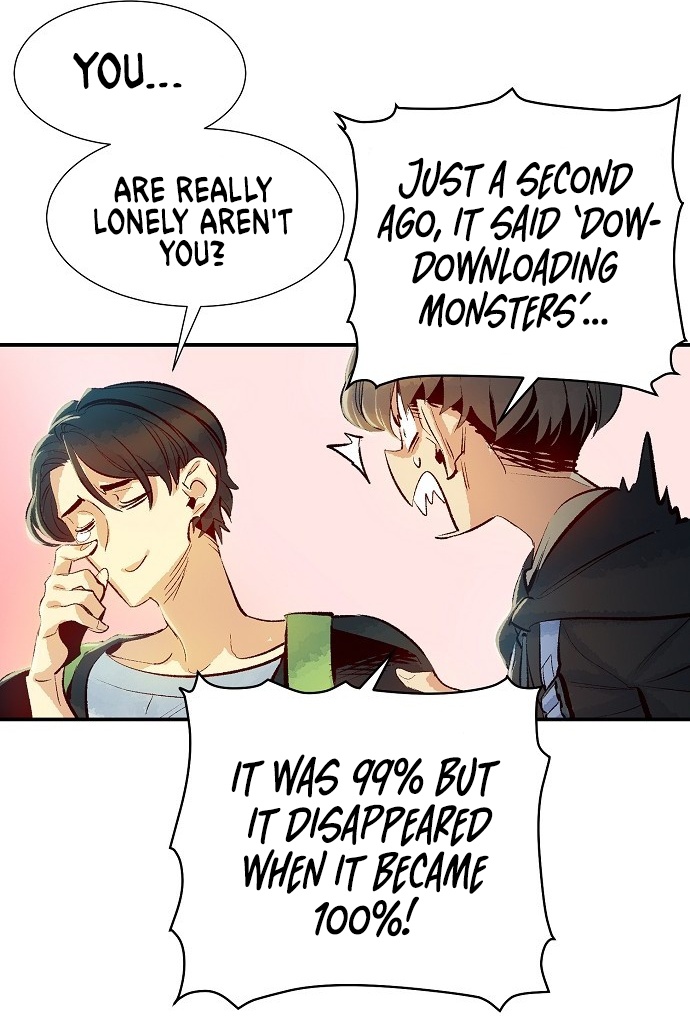 YOU...
ARE REALLY
LONELY AREN'T
YOU?
JUST A SECOND
AGO, IT SAID 'DOW-
DOWNLOADING
MONSTERS'...
IT WAS 99% BUT
IT DISAPPEARED
WHEN IT BECAME
100%!